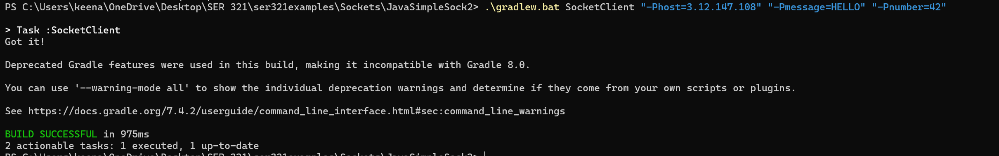 PS C:\Users\keena\OneDrive\Desktop\SER 321\ser321examples\Sockets\JavaSimpleSock2> .\gradlew.bat SocketClient "-Phost=3.12.147.108" "-Pmessage=HELLO" "-Pnumber=42"
> Task :SocketClient
Got it!
Deprecated Gradle features were used in this build, making it incompatible with Gradle 8.0.
You can use '--warning-mode all' to show the individual deprecation warnings and determine if they come from your own scripts or plugins.
See https://docs.gradle.org/7.4.2/userguide/command_line_interface.html#sec:command_line_warnings
BUILD SUCCESSFUL in 975ms
2 actionable tasks: 1 executed, 1 up-to-date
PS C:\Users\keena\OneDrive\Desktop\SER 321\ser321examples\Sockets\JavaSimpleSock2>